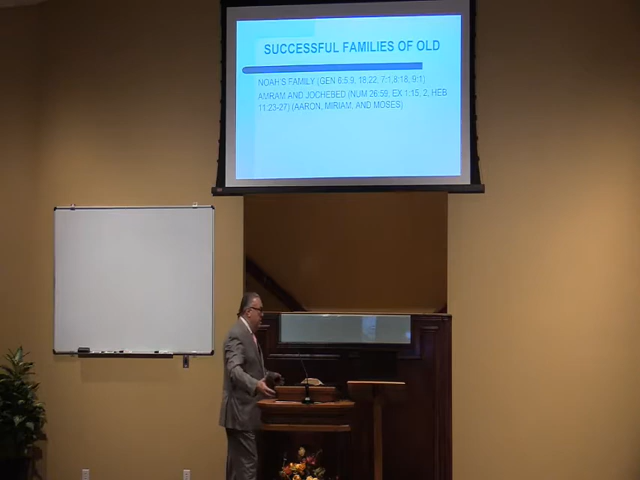 SUCCESSFUL FAMILIES OF OLD
NOAH'S FAMILY (GEN 6:5,9, 18,22, 7:1,8:18, 9:1)
AMRAM AND JOCHEBED (NUM 26:59, EX 1:15, 2, HEB
11:23-27) (AARON, MIRIAM, AND MOSES)